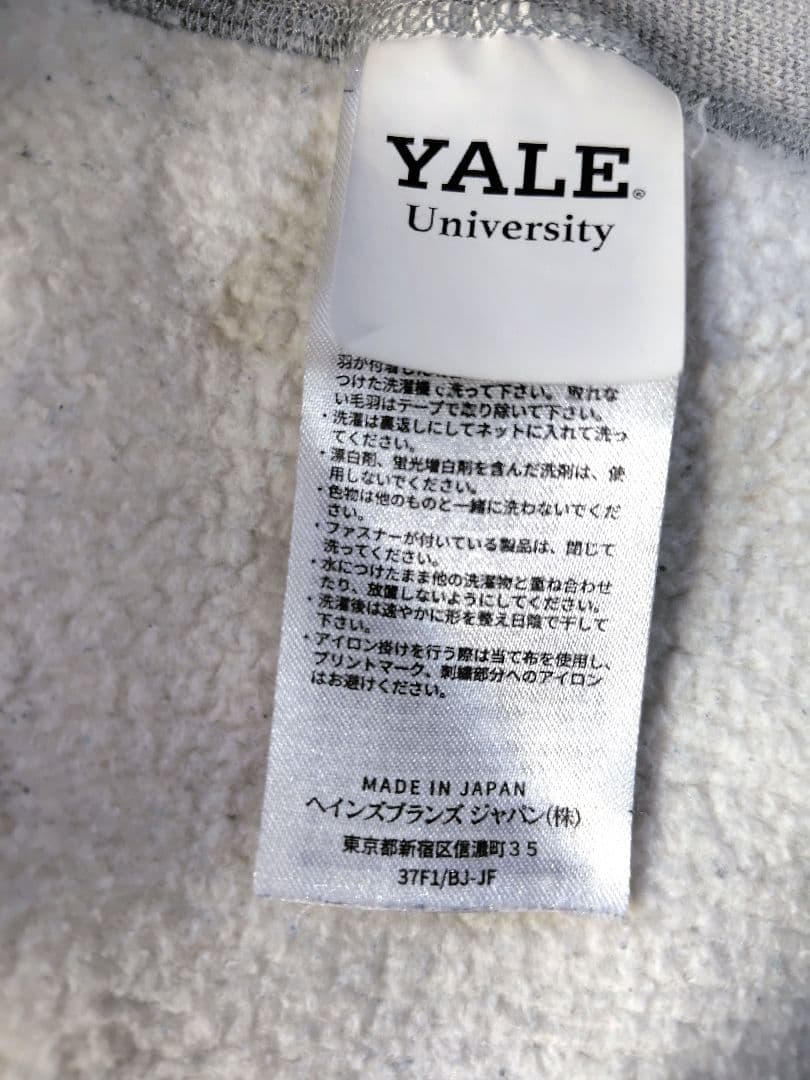 YALE®
University
羽が付着し
つけた洗濯機で洗って下さい。取れな
い毛羽はテープで取り除いて下さい。
・洗濯は裏返しにしてネットに入れて洗っ
てください。
・漂白剤、蛍光増白剤を含んだ洗剤は、使
用しないでください。
・色物は他のものと一緒に洗わないでくだ
さい。
・ファスナーが付いている製品は、閉じて
洗ってください。
・水につけたまま他の洗濯物と重ね合わせ
たり、放置しないようにしてください。
・洗濯後は速やかに形を整え日陰で干して
下さい。
・アイロン掛けを行う際は当て布を使用し、
プリントマーク、刺繍部分へのアイロン
はお避けください。
MADE IN JAPAN
ヘインズブランズ ジャパン(株)
東京都新宿区信濃町35
37F1/BJ-JF